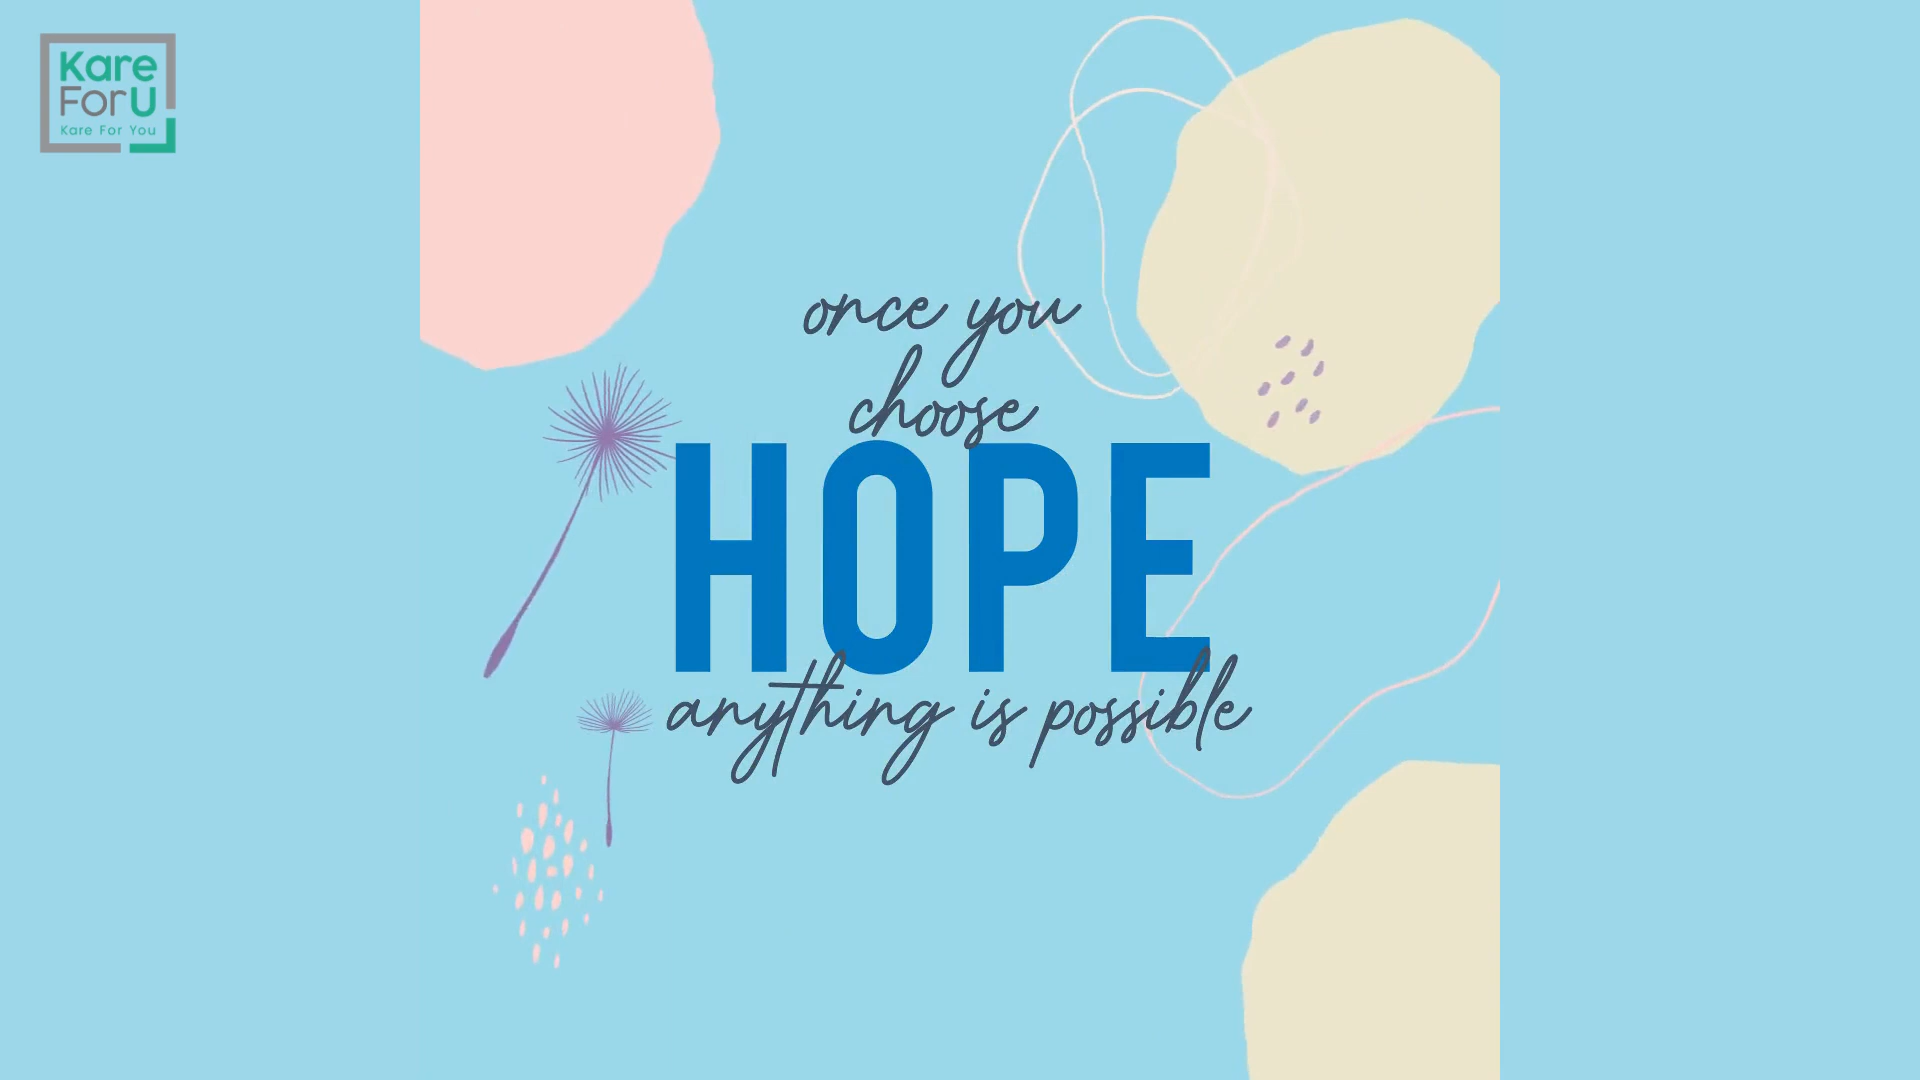 Kare
ForU
Kare For You
once you
choose
HOPE
anything is possible